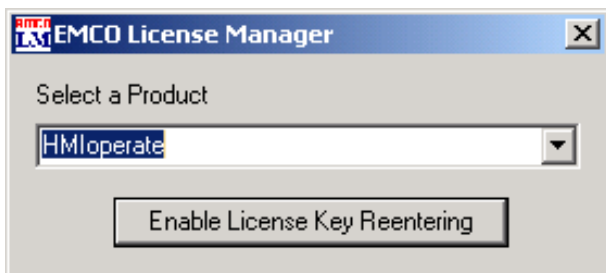 EMCO License Manager
Select a Product
HMIoperate
Enable License Key Reentering